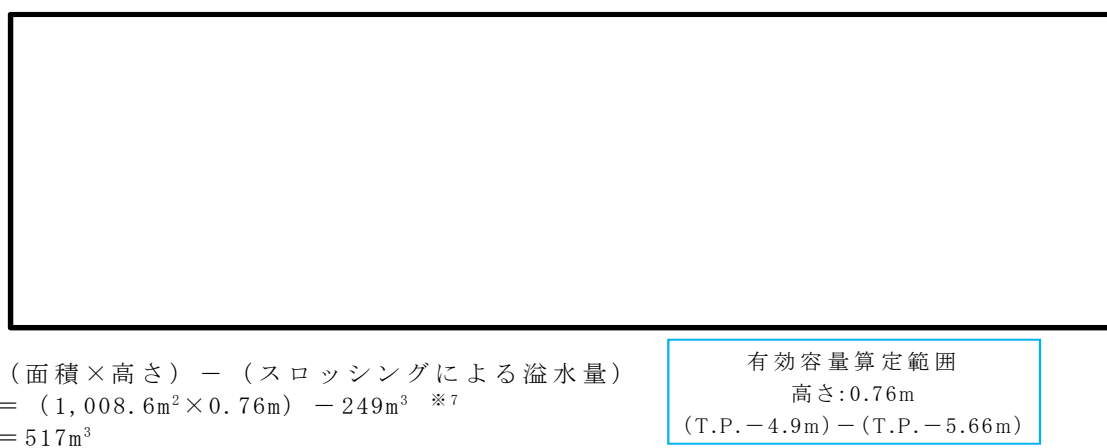 (面積×高さ) － (スロッシングによる溢水量)
＝ (1,008.6m²×0.76m) －249m³ ※7
＝517m³
有効容量算定範囲
高さ:0.76m
(T.P.－4.9m)－(T.P.－5.66m)